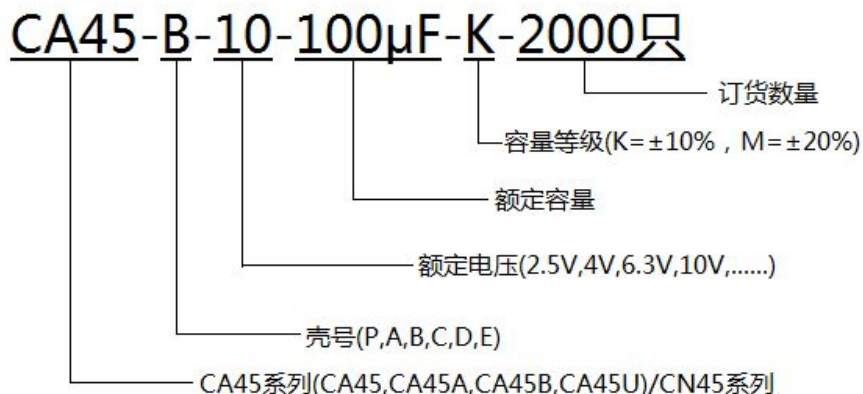 CA45-B-10-100μF-K-2000只
订货数量
容量等级(K=±10%，M=±20%)
额定容量
额定电压(2.5V,4V,6.3V,10V,......)
壳号(P,A,B,C,D,E)
CA45系列(CA45,CA45A,CA45B,CA45U)/CN45系列